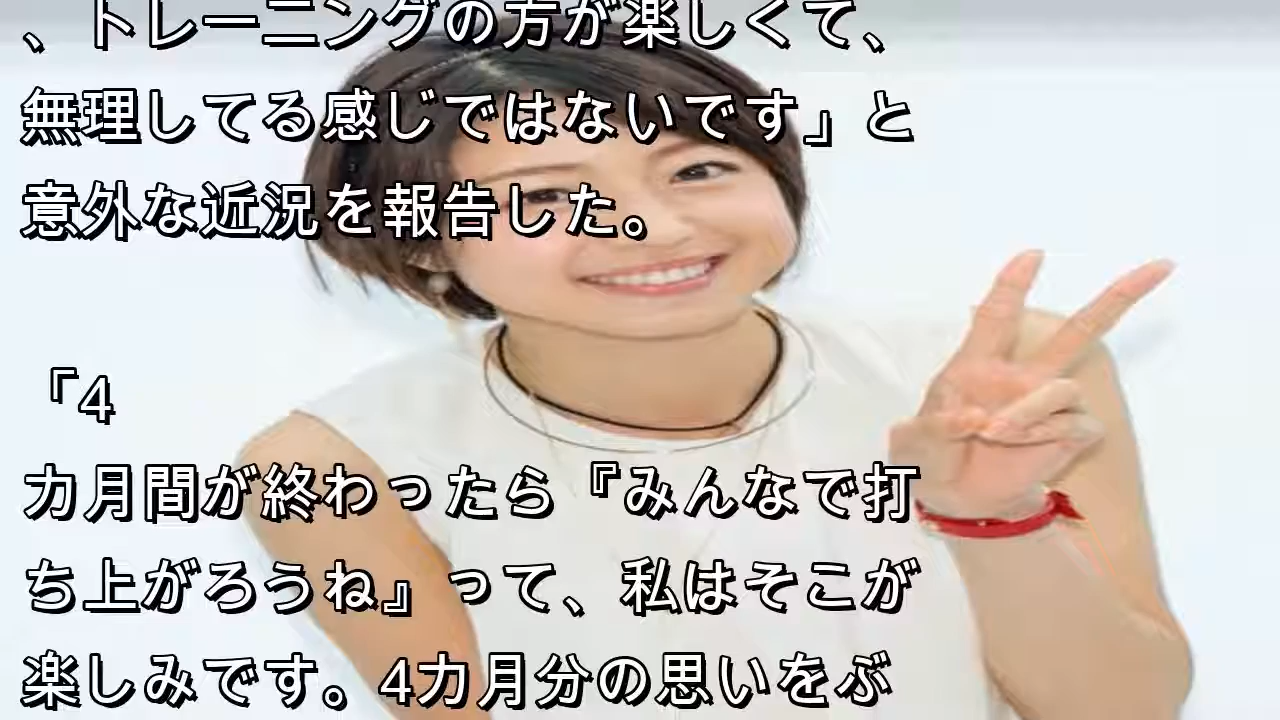 、トレーニングの方が楽しくて、
無理してる感じではないです」と
意外な近況を報告した。
「4
カ月間が終わったら『みんなで打
ち上がろうね』って、私はそこが
楽しみです。4カ月分の思いをぶ